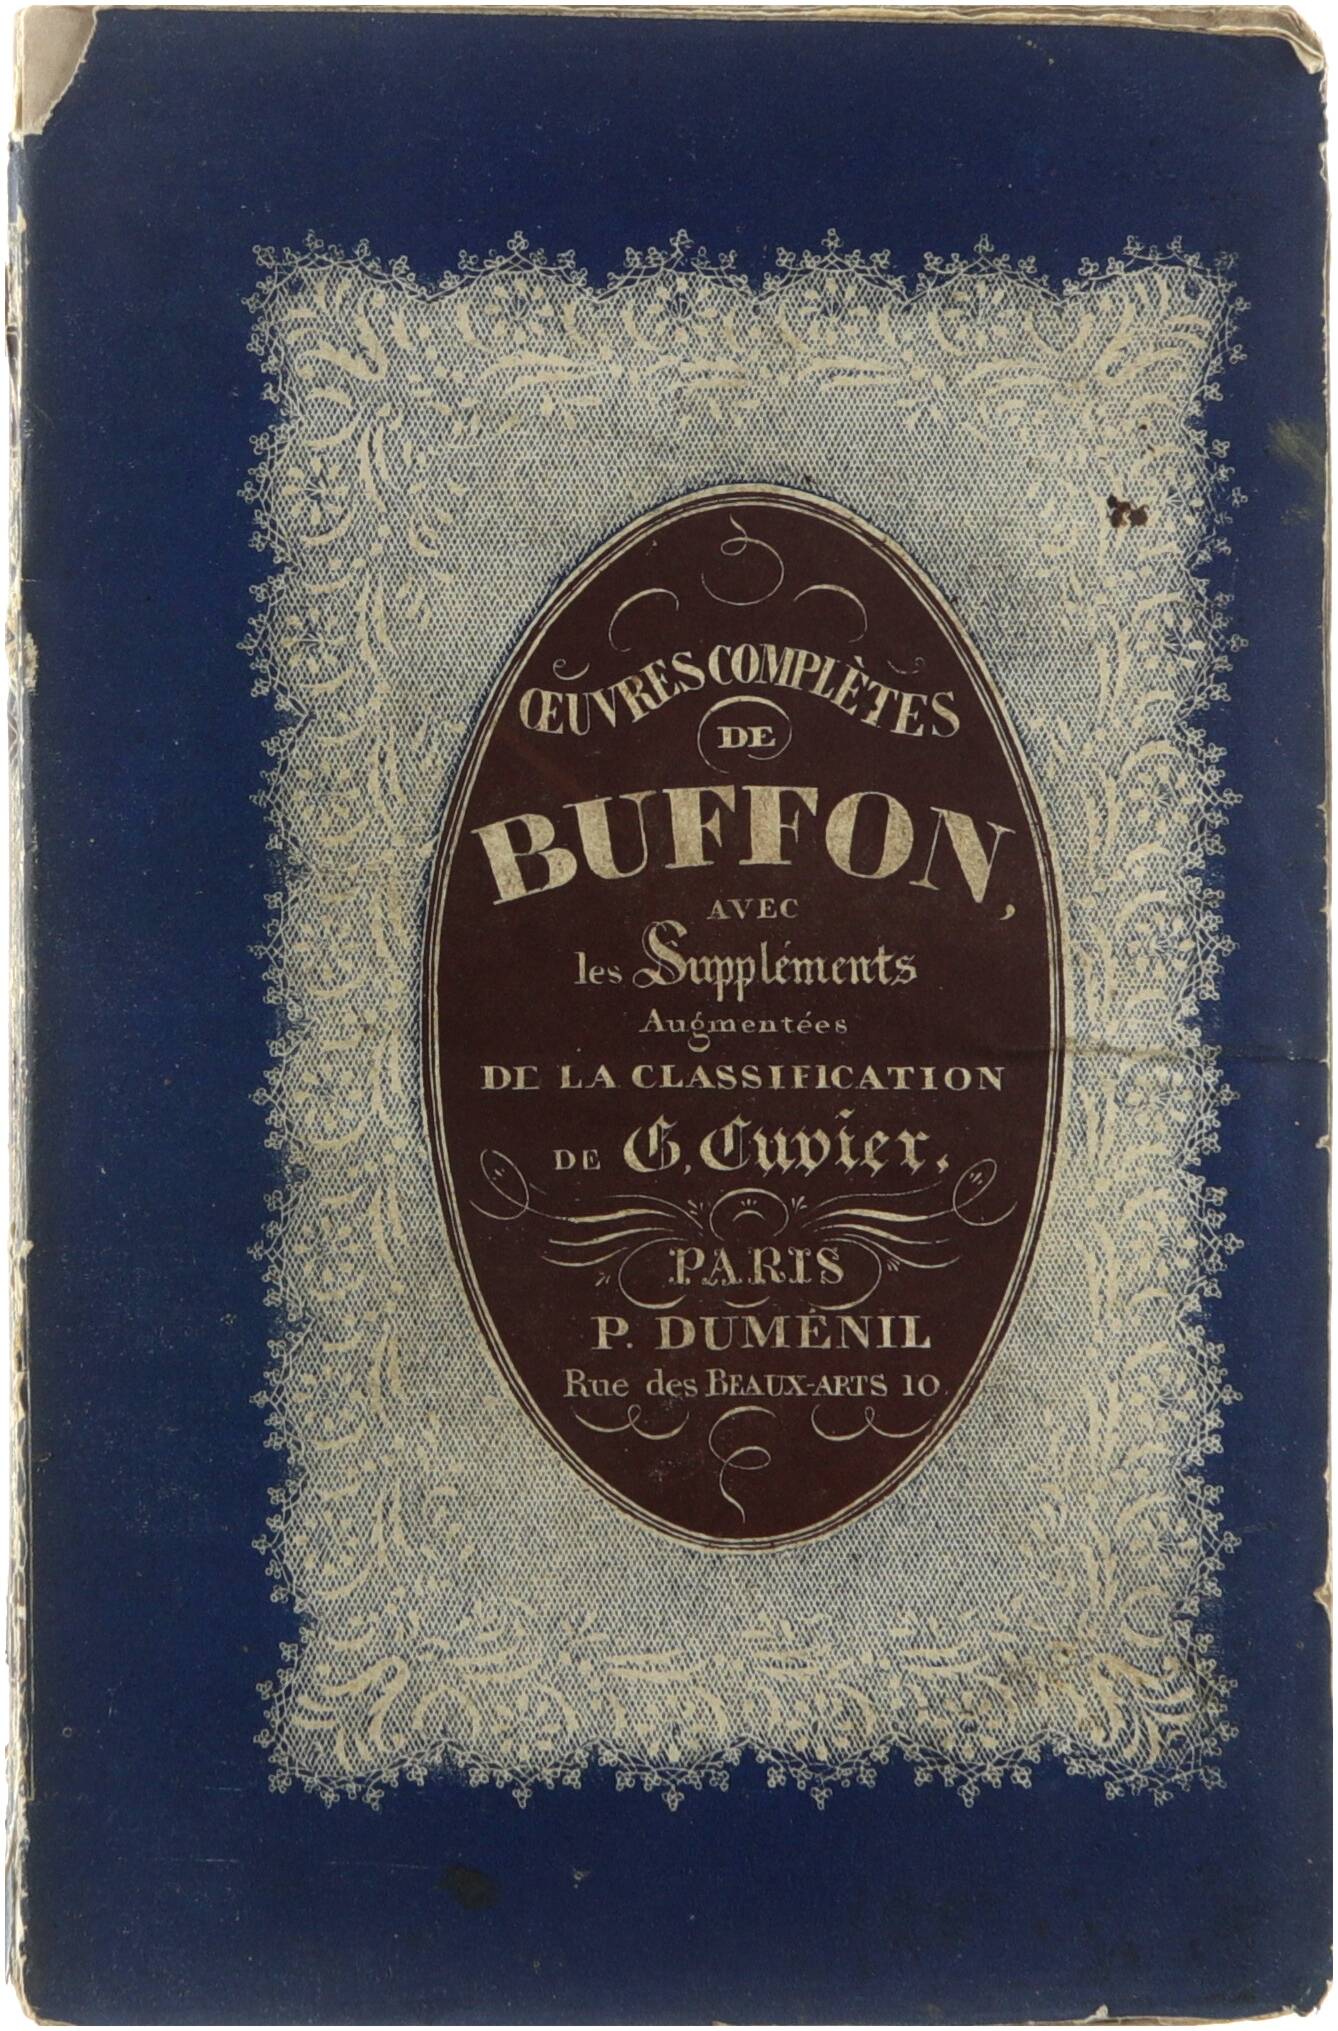 ŒUVRES COMPLÈTES
DE
BUFFON,
AVEC
les Suppléments
Augmentées
DE LA CLASSIFICATION
DE G. Cuvier.
PARIS
P. DUMÉNIL
Rue des BEAUX-ARTS 10.